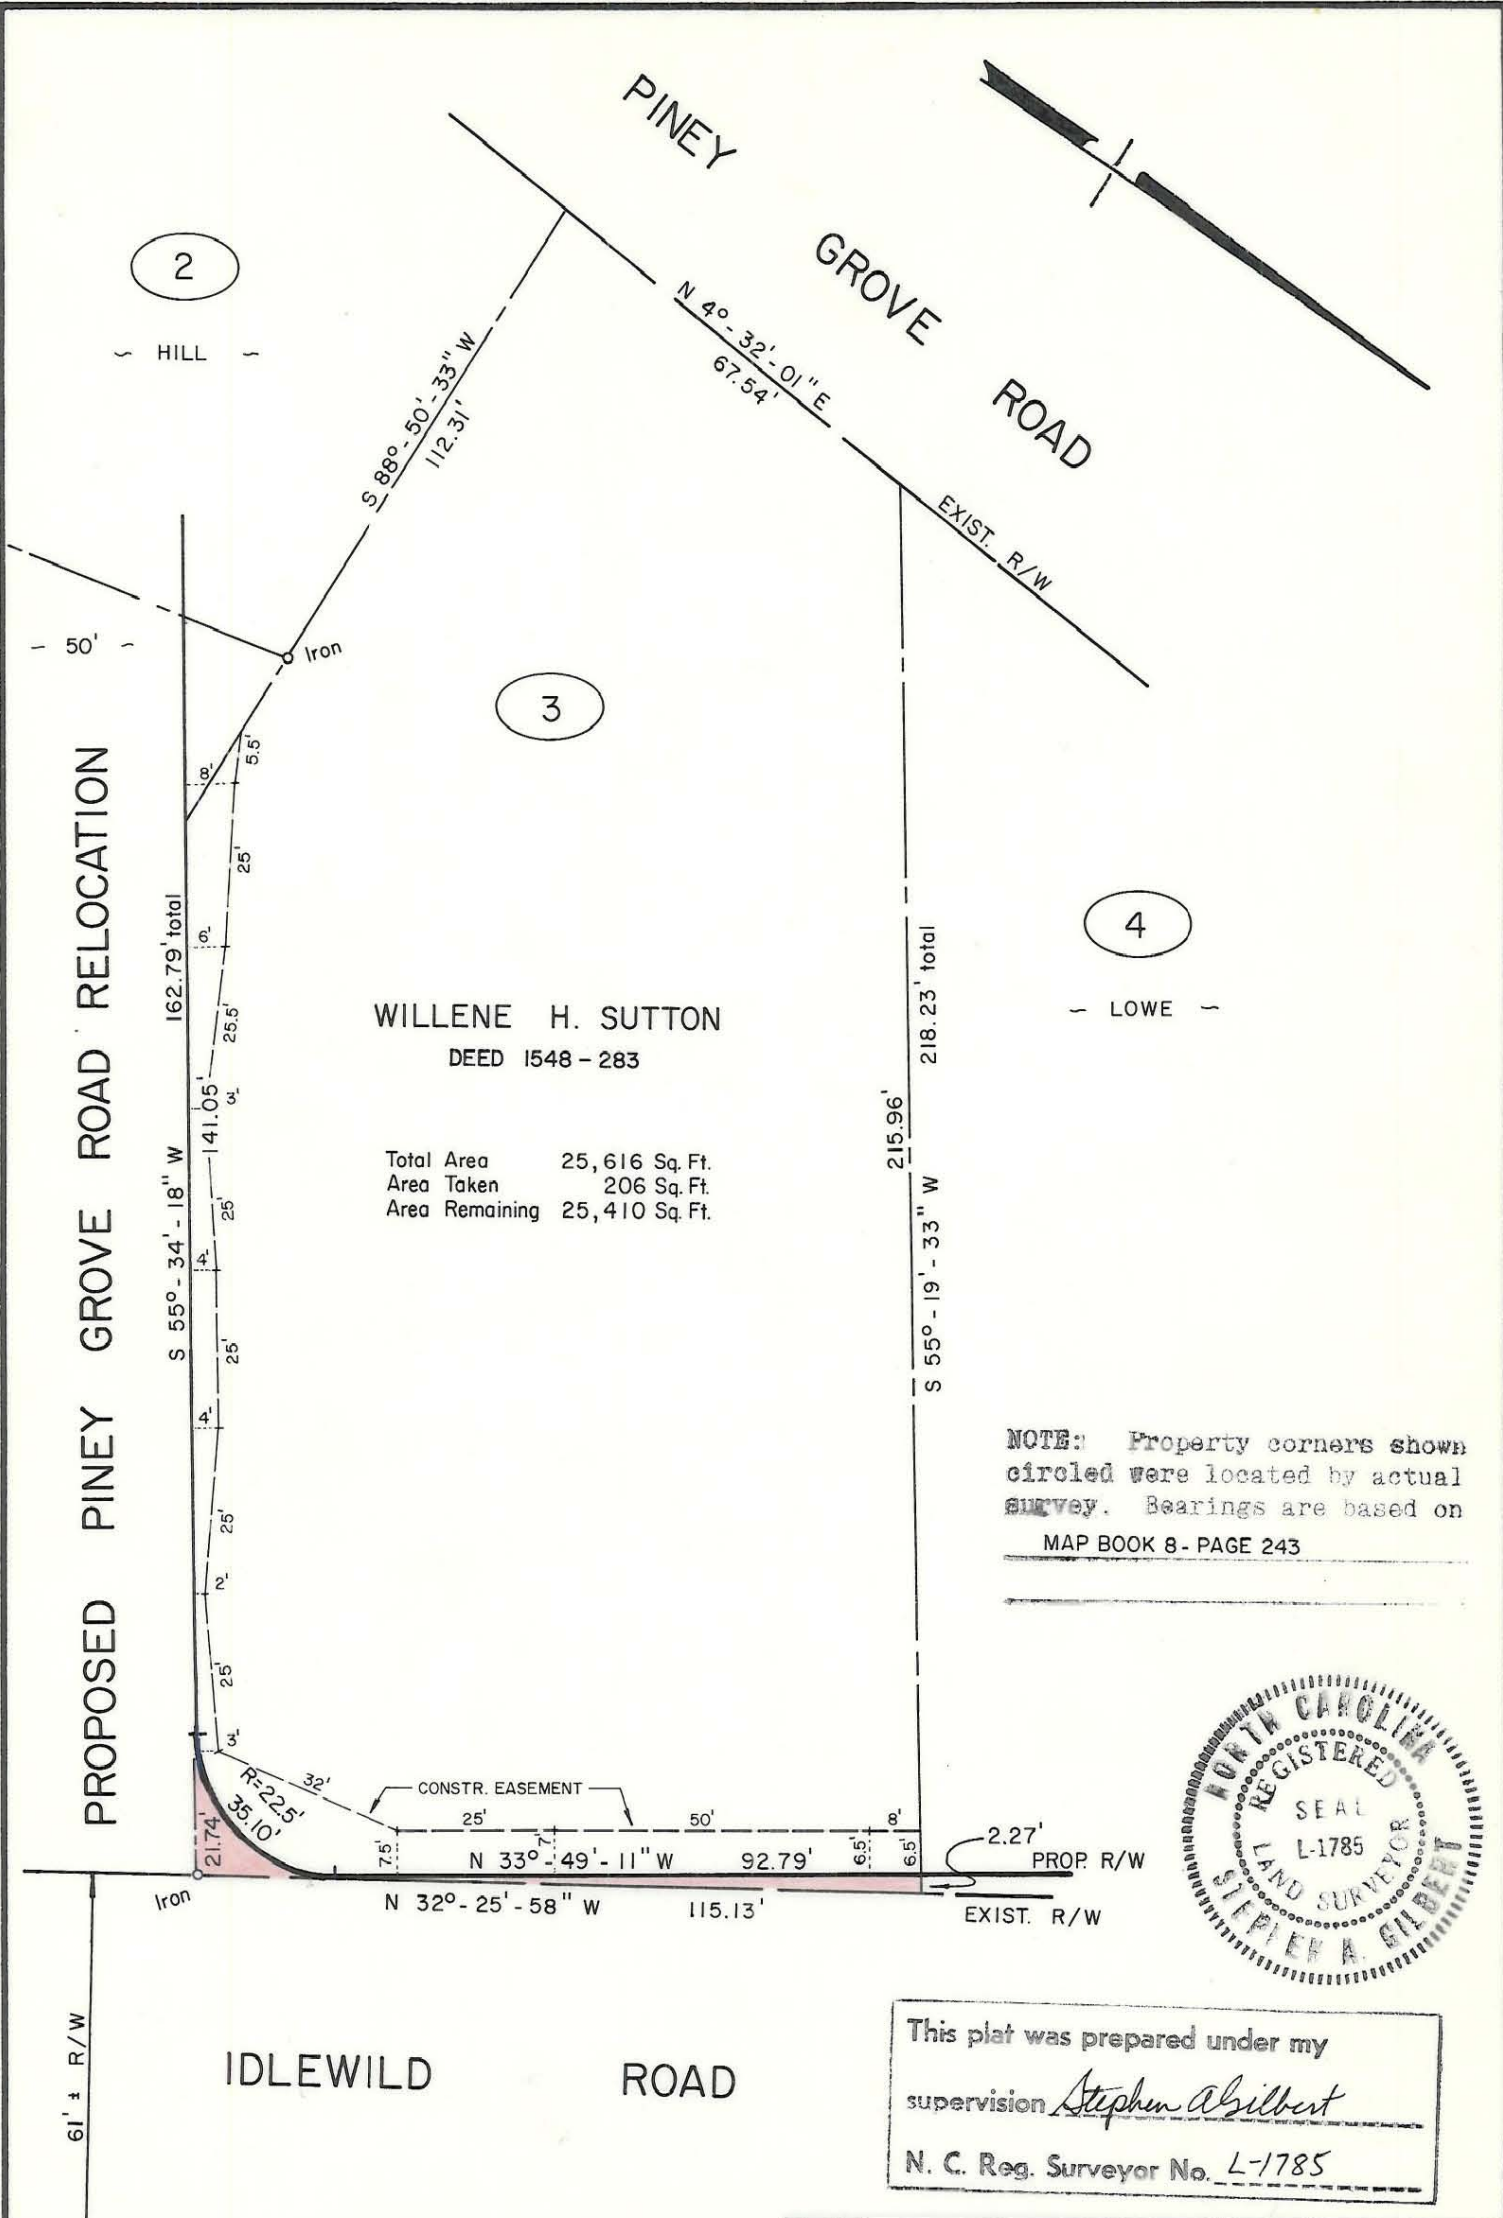 PINEY GROVE ROAD
2
~ HILL ~
S 88° - 50' - 33" W
112.31'
N 4° - 32' - 01" E
67.54'
EXIST. R/W
- 50' -
Iron
3
5.5'
8'
25'
6'
162.79' total
25.5'
141.05'
3'
S 55° - 34' - 18" W
25'
4'
25'
4'
25'
2'
25'
3'
PROPOSED PINEY GROVE ROAD RELOCATION
WILLENE H. SUTTON
DEED 1548 - 283
Total Area 25,616 Sq. Ft.
Area Taken 206 Sq. Ft.
Area Remaining 25,410 Sq. Ft.
218.23' total
215.96'
S 55° - 19' - 33" W
4
~ LOWE ~
NOTE: Property corners shown
circled were located by actual
survey. Bearings are based on
MAP BOOK 8 - PAGE 243
R=22.5'
35.10'
21.74'
32'
CONSTR. EASEMENT
25'
50'
8'
7.5'
7'
6.5'
6.5'
2.27'
N 33° - 49' - 11" W 92.79'
PROP. R/W
Iron
N 32° - 25' - 58" W 115.13'
EXIST. R/W
NORTH CAROLINA
REGISTERED
SEAL
L-1785
LAND SURVEYOR
STEPHEN A. GILBERT
61' ± R/W
IDLEWILD ROAD
This plat was prepared under my
supervision Stephen A Gilbert
N. C. Reg. Surveyor No. L-1785